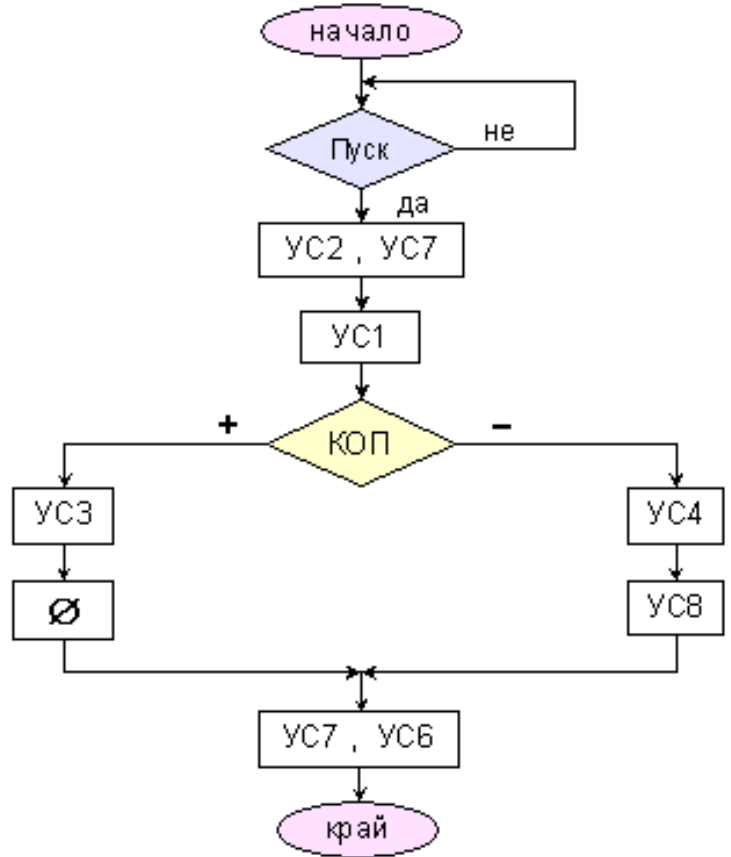 начало
Пуск
не
да
УС2 , УС7
УС1
+
КОП
–
УС3
УС4
Ø
УС8
УС7 , УС6
край